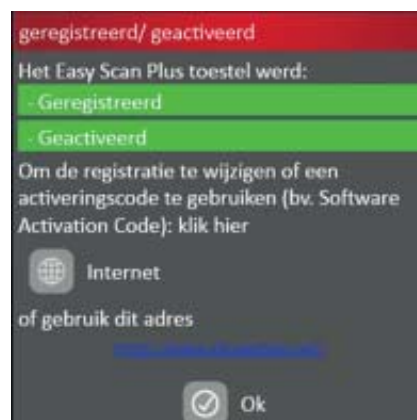 geregistreerd/ geactiveerd
Het Easy Scan Plus toestel werd:
- Geregistreerd
- Geactiveerd
Om de registratie te wijzigen of een
activeringscode te gebruiken (bv. Software
Activation Code): klik hier
Internet
of gebruik dit adres
Ok